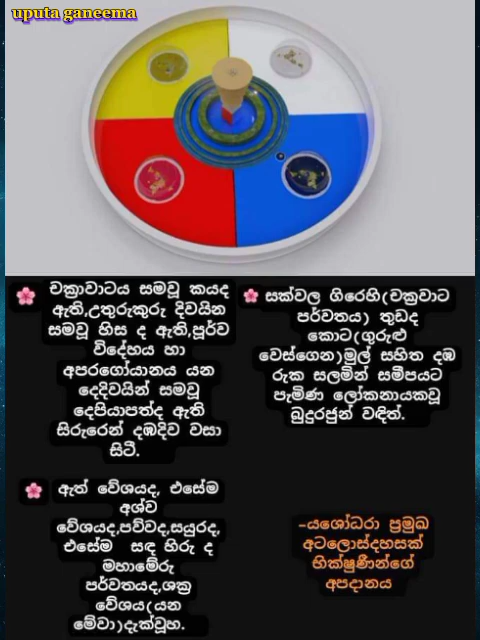 uputa ganeema
චක්‍රාවාටය සමවූ කයද
ඇති,උතුරුකුරු දිවයින
සමවූ හිස ද ඇති,පූර්ව
විදේහය හා
අපරගෝයානය යන
දෙදිවයින් සමවූ
දෙපියාපත්ද ඇති
සිරුරෙන් දඹදිව වසා
සිටී.
සක්වල ගිරෙහි(චක්‍රවාට
පර්වතය) තුඩද
කොට(ගුරුළු
වෙස්ගෙන)මුල් සහිත දඹ
රුක සලමින් සමීපයට
පැමිණ ලෝකනායකවූ
බුදුරජුන් වඳිත්.
ඇත් වේශයද, එසේම
අශ්ව
වේශයද,පව්වද,සයුරද,
එසේම සඳ හිරු ද
මහාමේරු
පර්වතයද,ශක්‍ර
වේශය(යන
මේවා)දැක්වූහ.
-යශෝධරා ප්‍රමුඛ
අටලොස්දහසක්
භික්ෂුණීන්ගේ
අපදානය